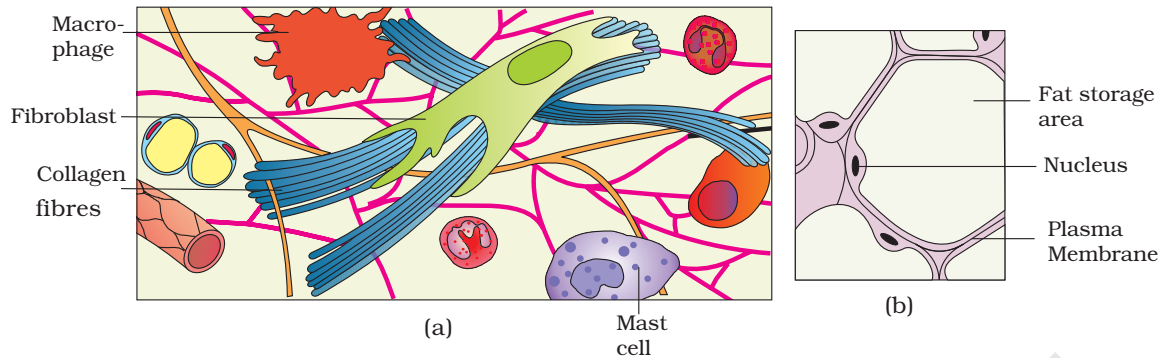 Macro-
phage
Fibroblast
Collagen
fibres
Mast
cell
(a)
Fat storage
area
Nucleus
Plasma
Membrane
(b)